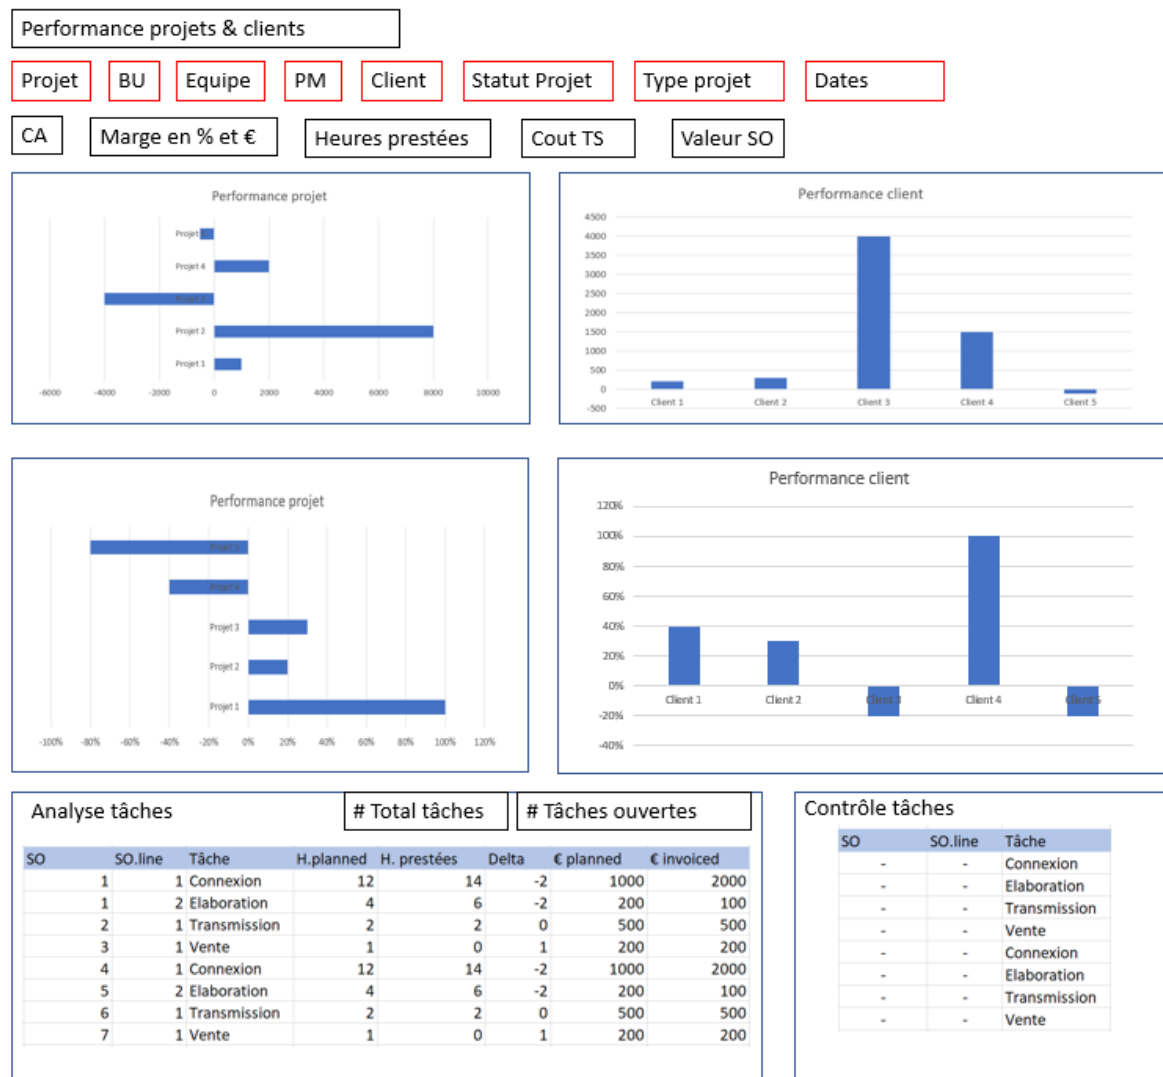 Performance projets & clients
Projet BU Equipe PM Client Statut Projet Type projet Dates
CA Marge en % et € Heures prestées Cout TS Valeur SO
Performance projet
Projet
Projet 4
Projet 2
Projet 1
-6000 -4000 -2000 0 2000 4000 6000 8000 10000
Performance client
4500
4000
3500
3000
2500
2000
1500
1000
500
0
-500
Client 1 Client 2 Client 3 Client 4 Client 5
Performance projet
Projet 5
Projet 4
Projet 3
Projet 2
Projet 1
-100% -80% -60% -40% -20% 0% 20% 40% 60% 80% 100% 120%
Performance client
120%
100%
80%
60%
40%
20%
0%
-20%
-40%
Client 1 Client 2 Client 3 Client 4 Client 5
Analyse tâches # Total tâches # Tâches ouvertes
SO SO.line Tâche H.planned H. prestées Delta € planned € invoiced
1 1 Connexion 12 14 -2 1000 2000
1 2 Elaboration 4 6 -2 200 100
2 1 Transmission 2 2 0 500 500
3 1 Vente 1 0 1 200 200
4 1 Connexion 12 14 -2 1000 2000
5 2 Elaboration 4 6 -2 200 100
6 1 Transmission 2 2 0 500 500
7 1 Vente 1 0 1 200 200
Contrôle tâches
SO SO.line Tâche
- - Connexion
- - Elaboration
- - Transmission
- - Vente
- - Connexion
- - Elaboration
- - Transmission
- - Vente